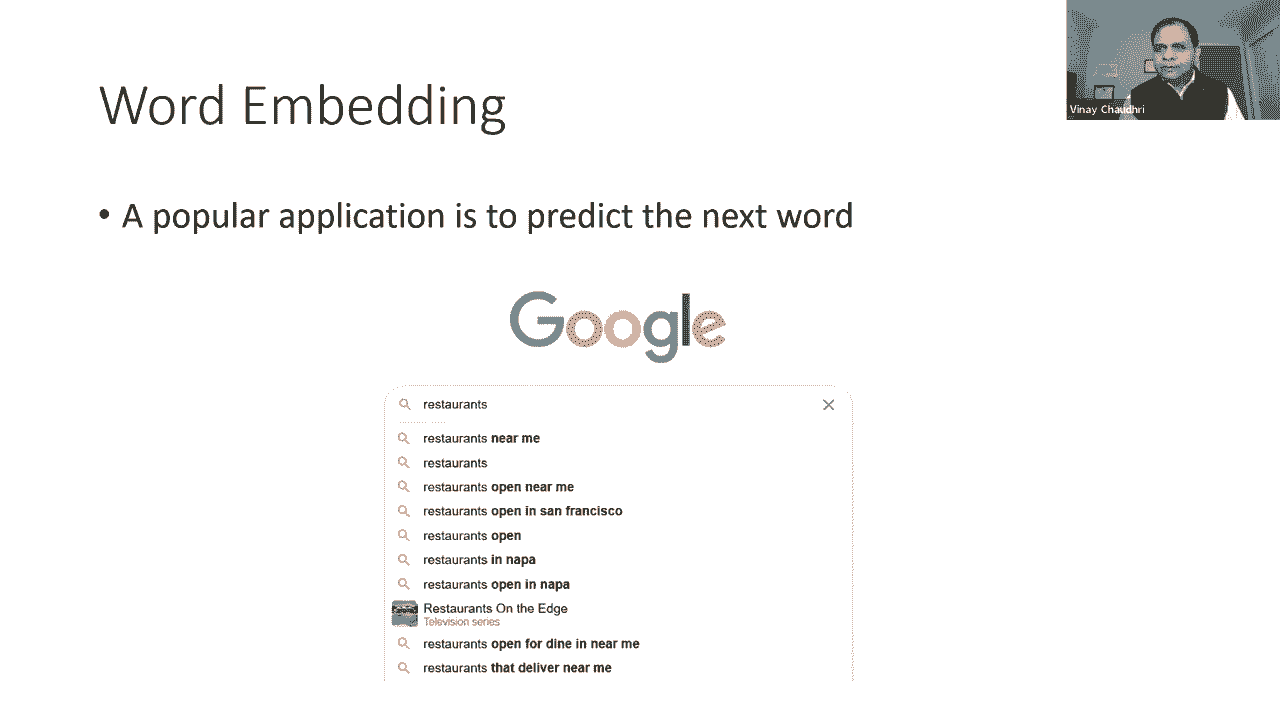 Word Embedding
Vinay Chaudhri
• A popular application is to predict the next word
Google
restaurants
restaurants near me
restaurants
restaurants open near me
restaurants open in san francisco
restaurants open
restaurants in napa
restaurants open in napa
Restaurants On the Edge
Television series
restaurants open for dine in near me
restaurants that deliver near me